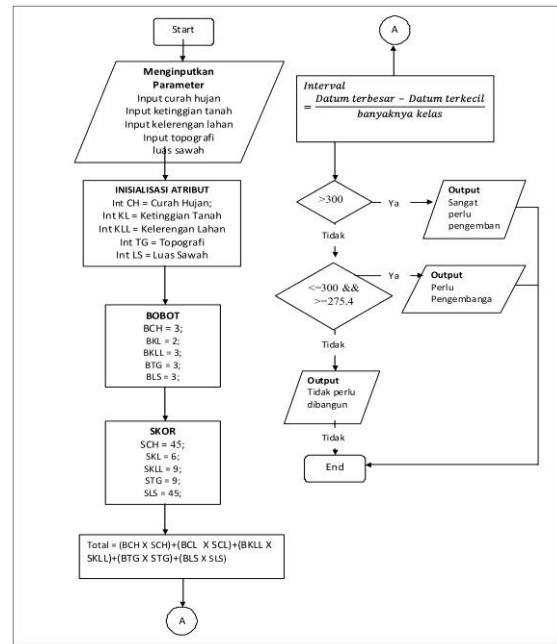 Start
Menginputkan
Parameter
Input curah hujan
Input ketinggian tanah
Input kelerengan lahan
Input topografi
luas sawah
INISIALISASI ATRIBUT
Int CH = Curah Hujan;
Int KL = Ketinggian Tanah
Int KLL = Kelerengan Lahan
Int TG = Topografi
Int LS = Luas Sawah
BOBOT
BCH = 3;
BKL = 2;
BKLL = 3;
BTG = 3;
BLS = 3;
SKOR
SCH = 45;
SKL = 6;
SKLL = 9;
STG = 9;
SLS = 45;
Total = (BCH X SCH)+(BCL X SCL)+(BKLL X
SKLL)+(BTG X STG)+(BLS X SLS)
A
A
Interval
= Datum terbesar − Datum terkecil
banyaknya kelas
>300
Ya
Output
Sangat
perlu
pengemban
Tidak
<=300 &&
>=275.4
Ya
Output
Perlu
Pengembanga
Tidak
Output
Tidak perlu
dibangun
Tidak
End